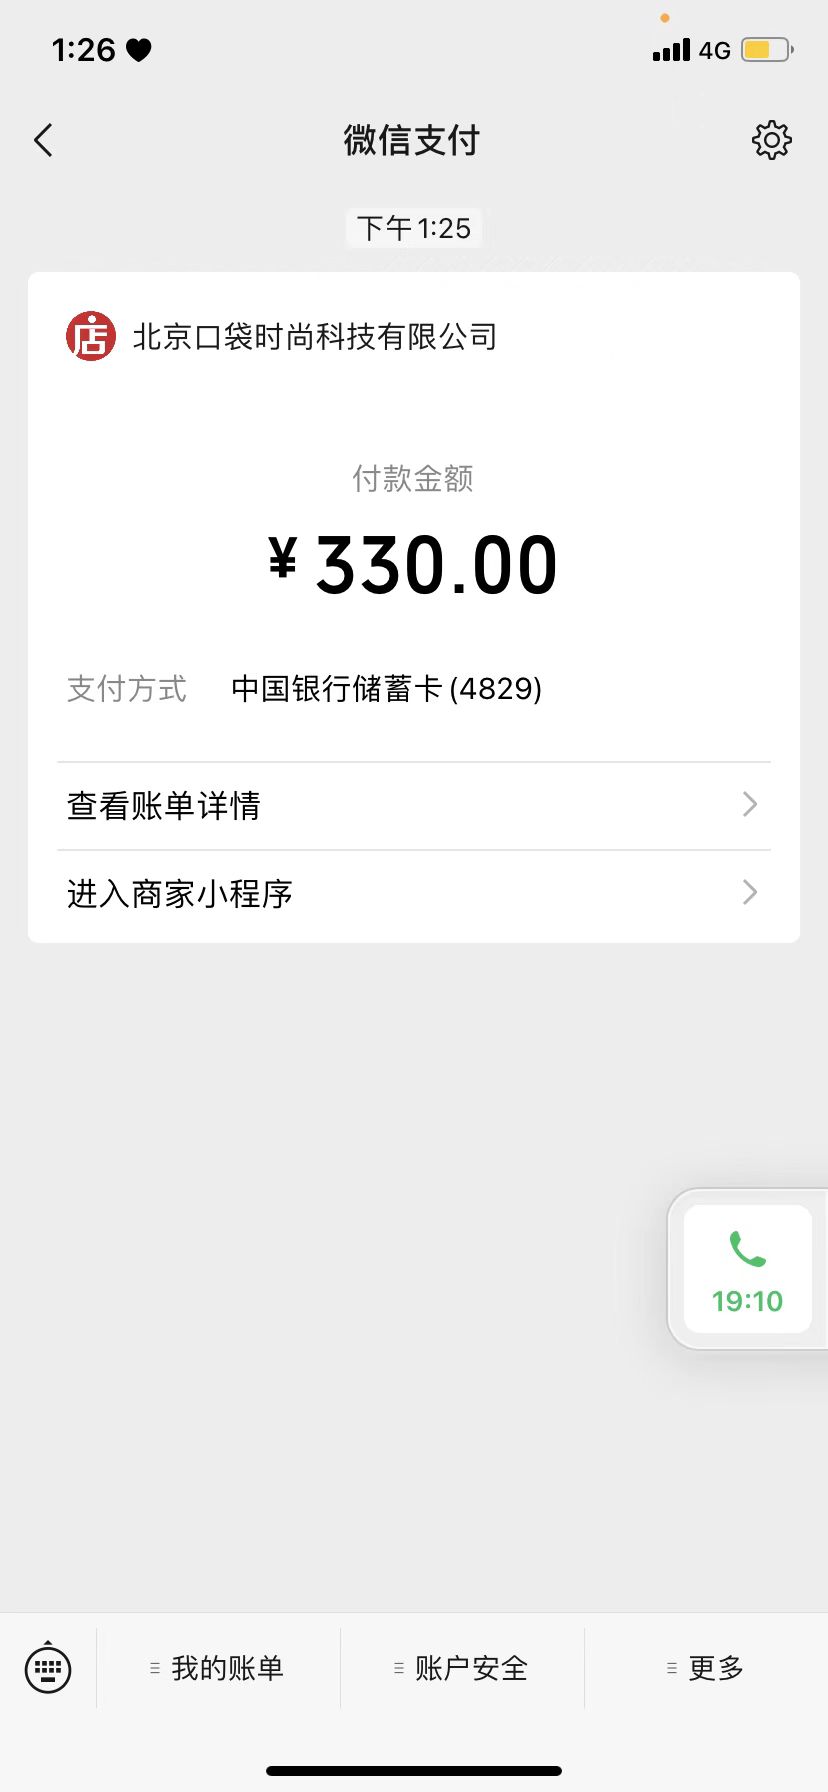 1:26
4G
微信支付
下午1:25
店 北京口袋时尚科技有限公司
付款金额
¥330.00
支付方式 中国银行储蓄卡(4829)
查看账单详情
进入商家小程序
19:10
我的账单 账户安全 更多